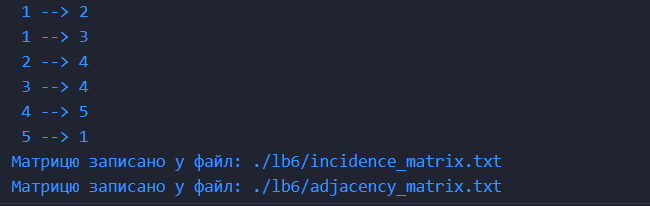 1 --> 2
1 --> 3
2 --> 4
3 --> 4
4 --> 5
5 --> 1
Матрицю записано у файл: ./lb6/incidence_matrix.txt
Матрицю записано у файл: ./lb6/adjacency_matrix.txt